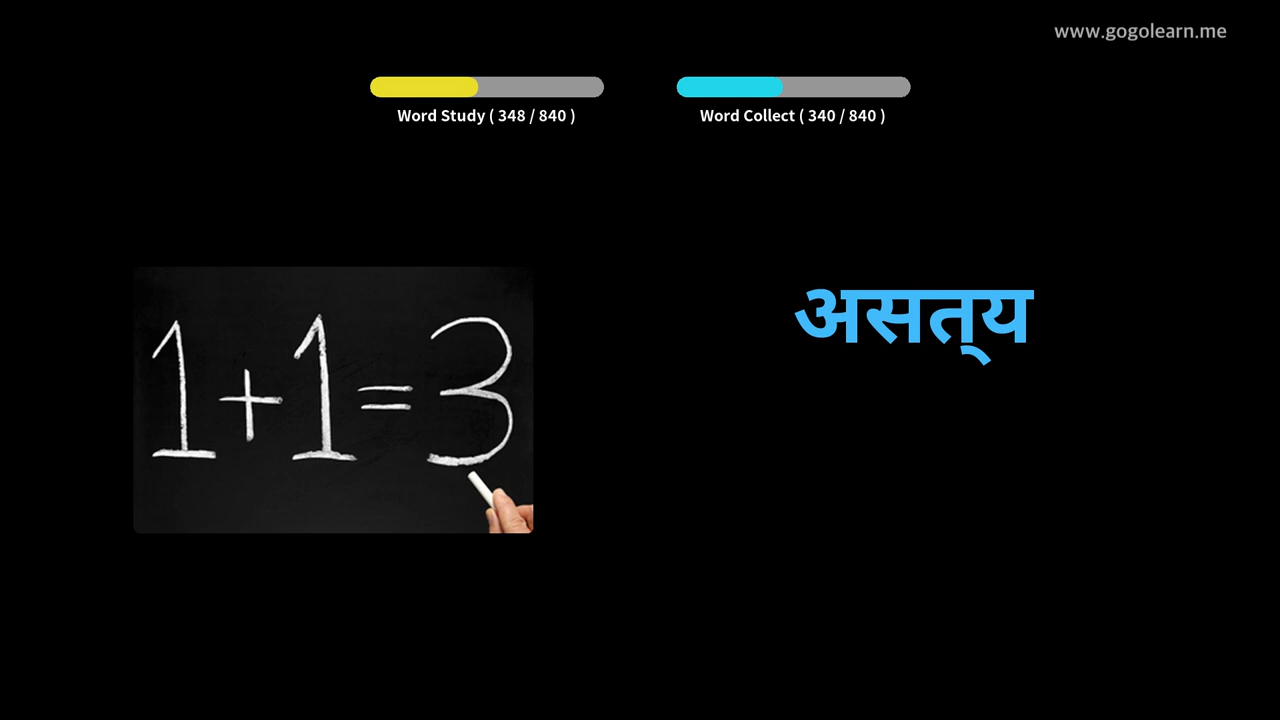 www.gogolearn.me
Word Study ( 348 / 840 )
Word Collect ( 340 / 840 )
1+1=3
असत्‌य